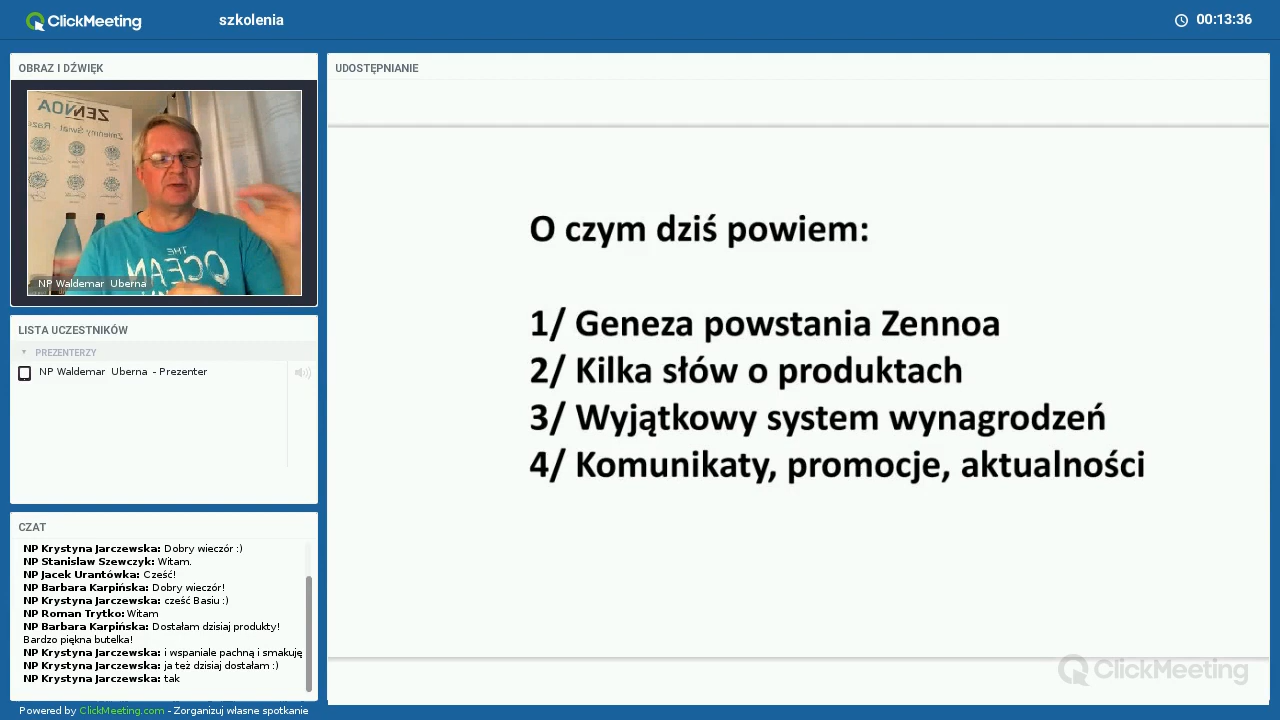 ClickMeeting
szkolenia
00:13:36
OBRAZ I DŹWIĘK
ZENNOA
THE
OCEAN
NP Waldemar Uberna
LISTA UCZESTNIKÓW
PREZENTERZY
NP Waldemar Uberna - Prezenter
CZAT
NP Krystyna Jarczewska: Dobry wieczór :)
NP Stanislaw Szewczyk: Witam.
NP Jacek Urantówka: Cześć!
NP Barbara Karpińska: Dobry wieczór!
NP Krystyna Jarczewska: cześć Basiu :)
NP Roman Trytko: Witam
NP Barbara Karpińska: Dostałam dzisiaj produkty!
Bardzo piękna butelka!
NP Krystyna Jarczewska: i wspaniale pachną i smakuję
NP Krystyna Jarczewska: ja też dzisiaj dostałam :)
NP Krystyna Jarczewska: tak
Powered by ClickMeeting.com - Zorganizuj własne spotkanie
UDOSTĘPNIANIE
O czym dziś powiem:
1/ Geneza powstania Zennoa
2/ Kilka słów o produktach
3/ Wyjątkowy system wynagrodzeń
4/ Komunikaty, promocje, aktualności
ClickMeeting